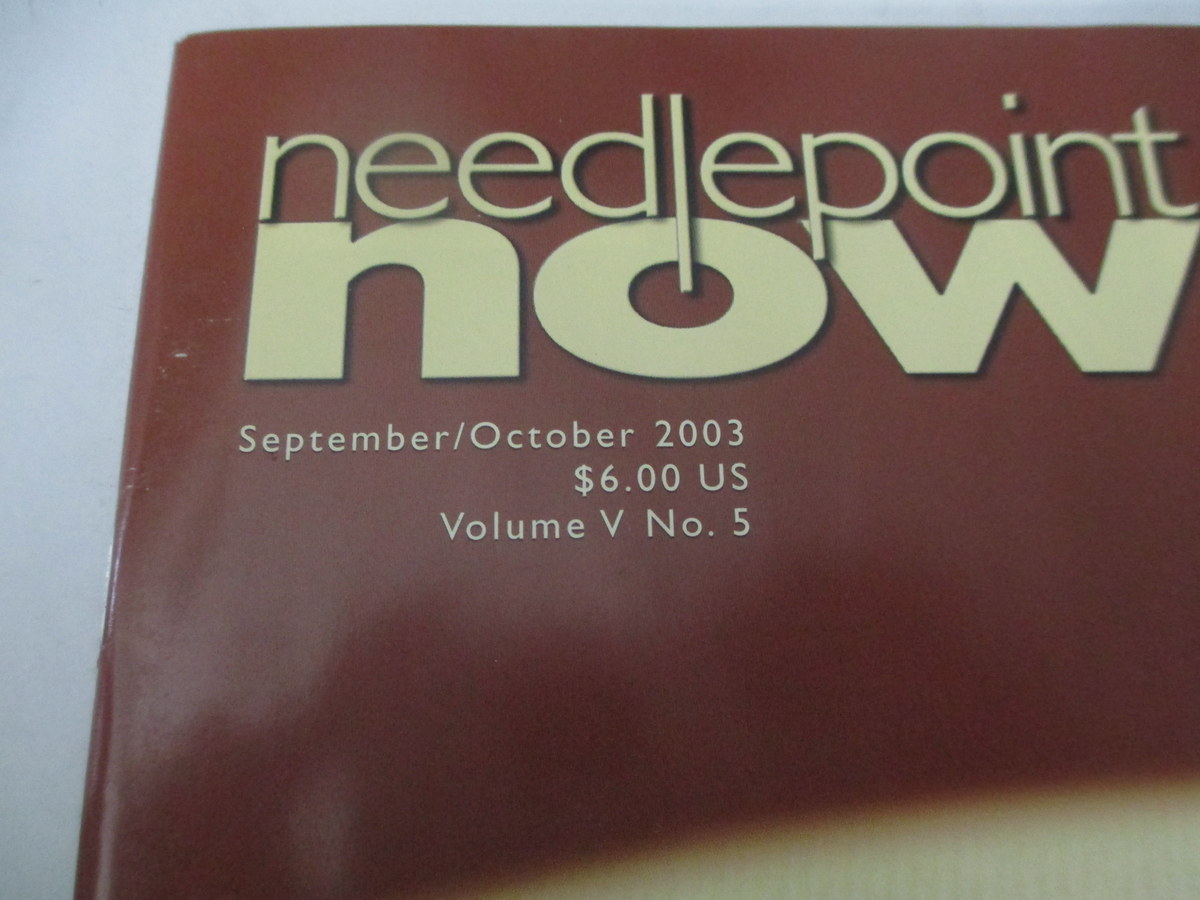 needlepoint
now
September/October 2003
$6.00 US
Volume V No. 5